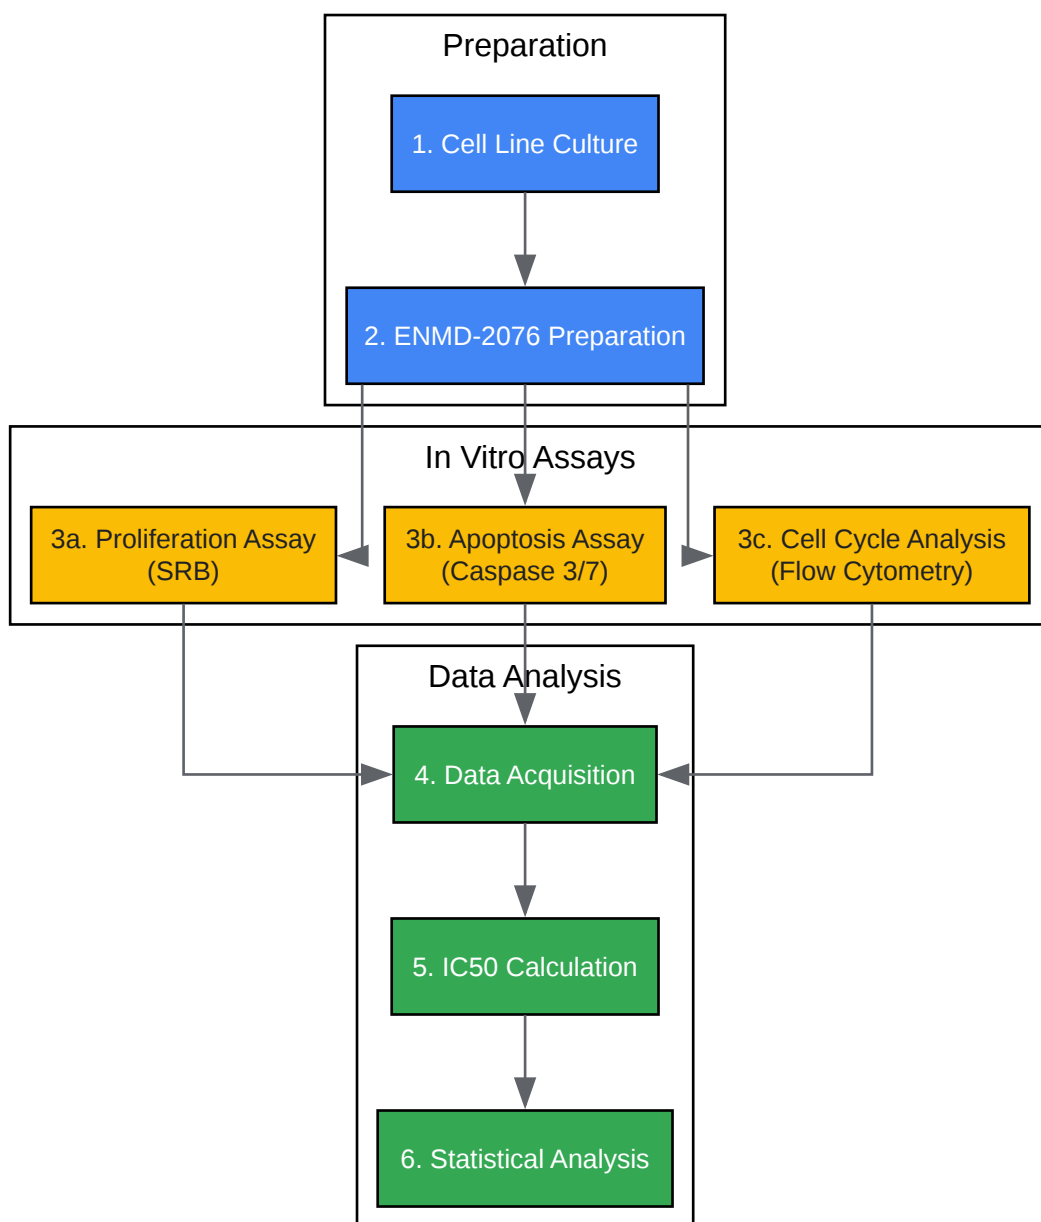 Preparation
1. Cell Line Culture
2. ENMD-2076 Preparation
In Vitro Assays
3a. Proliferation Assay
(SRB)
3b. Apoptosis Assay
(Caspase 3/7)
3c. Cell Cycle Analysis
(Flow Cytometry)
Data Analysis
4. Data Acquisition
5. IC50 Calculation
6. Statistical Analysis